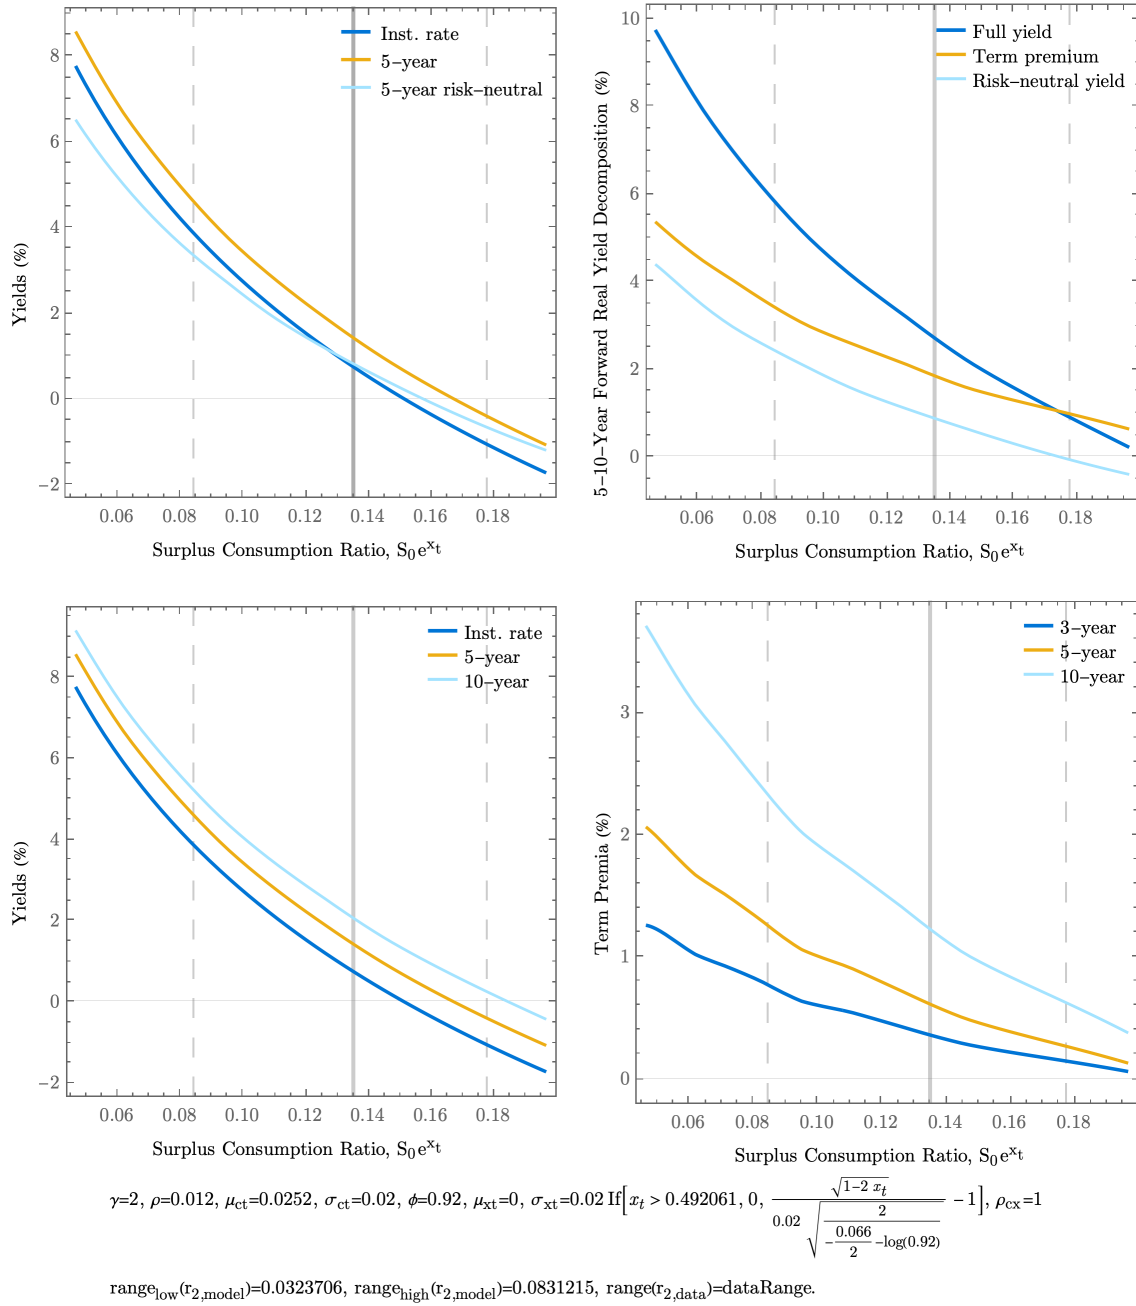 Inst. rate
5−year
5−year risk−neutral
8
6
4
2
0
−2
0.06 0.08 0.10 0.12 0.14 0.16 0.18
Yields (%)
Surplus Consumption Ratio, S₀eˣᵗ
Full yield
Term premium
Risk−neutral yield
10
8
6
4
2
0
0.06 0.08 0.10 0.12 0.14 0.16 0.18
5−10−Year Forward Real Yield Decomposition (%)
Surplus Consumption Ratio, S₀eˣᵗ
Inst. rate
5−year
10−year
8
6
4
2
0
−2
0.06 0.08 0.10 0.12 0.14 0.16 0.18
Yields (%)
Surplus Consumption Ratio, S₀eˣᵗ
3−year
5−year
10−year
3
2
1
0
0.06 0.08 0.10 0.12 0.14 0.16 0.18
Term Premia (%)
Surplus Consumption Ratio, S₀eˣᵗ
γ=2, ρ=0.012, μct=0.0252, σct=0.02, ϕ=0.92, μxt=0, σxt=0.02 If[xt > 0.492061, 0, √(1−2 xt) / (0.02 √(2 / (−0.066/2 −log(0.92)))) −1], ρcx=1
rangelow(r2,model)=0.0323706, rangehigh(r2,model)=0.0831215, range(r2,data)=dataRange.